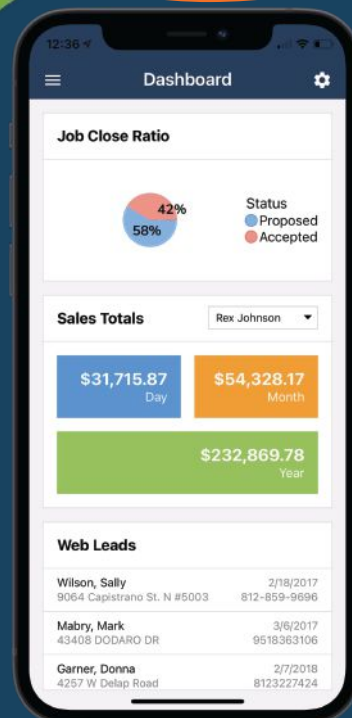 12:36
Dashboard
Job Close Ratio
42%
58%
Status
Proposed
Accepted
Sales Totals
Rex Johnson
$31,715.87
Day
$54,328.17
Month
$232,869.78
Year
Web Leads
Wilson, Sally 2/18/2017
9064 Capistrano St. N #5003 812-859-9696
Mabry, Mark 3/6/2017
43408 DODARO DR 9518363106
Garner, Donna 2/7/2018
4257 W Delap Road 8123227424